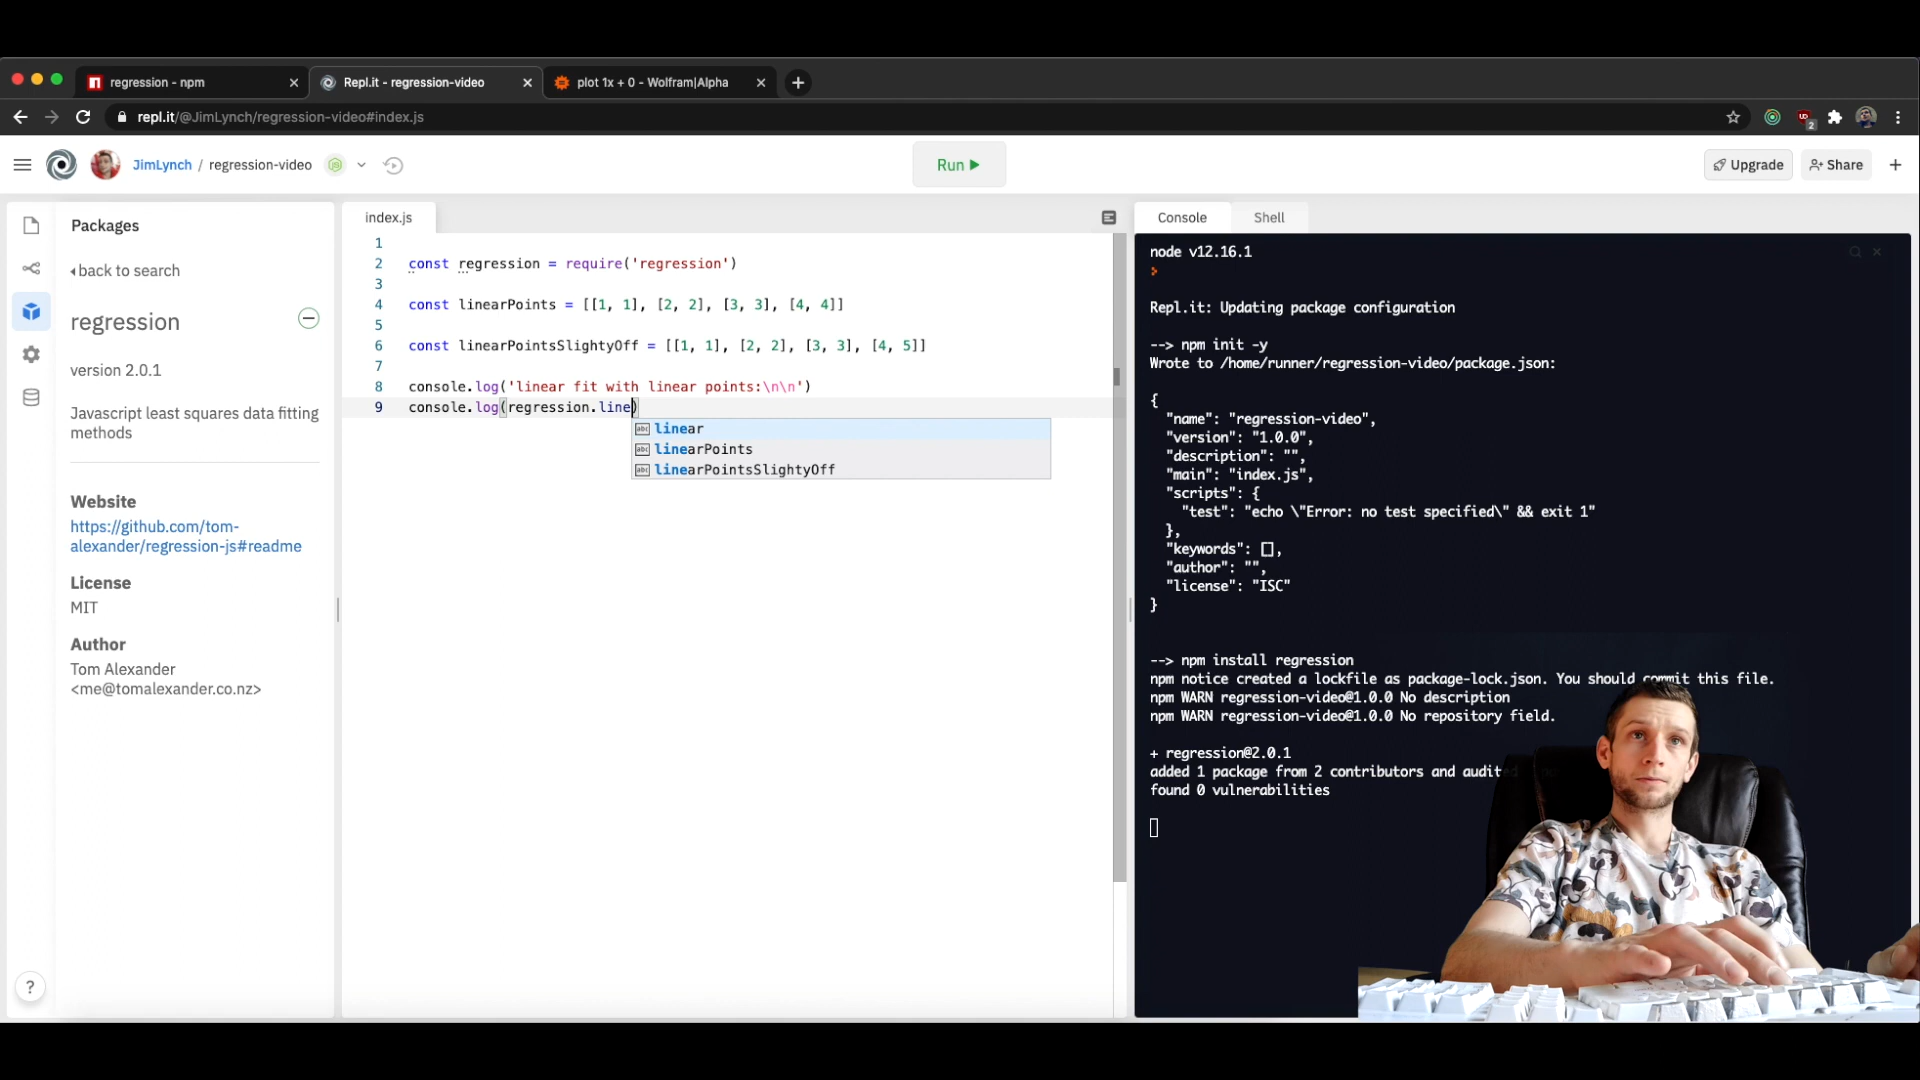 regression - npm
Repl.it - regression-video
plot 1x + 0 - Wolfram|Alpha
repl.it/@JimLynch/regression-video#index.js
2
JimLynch / regression-video
Run
Upgrade
Share
Packages
back to search
regression
version 2.0.1
Javascript least squares data fitting
methods
Website
https://github.com/tom-
alexander/regression-js#readme
License
MIT
Author
Tom Alexander
<me@tomalexander.co.nz>
?
index.js
1
2 const regression = require('regression')
3
4 const linearPoints = [[1, 1], [2, 2], [3, 3], [4, 4]]
5
6 const linearPointsSlightyOff = [[1, 1], [2, 2], [3, 3], [4, 5]]
7
8 console.log('linear fit with linear points:\n\n')
9 console.log(regression.line)
abc linear
abc linearPoints
abc linearPointsSlightyOff
Console
Shell
node v12.16.1
Repl.it: Updating package configuration
--> npm init -y
Wrote to /home/runner/regression-video/package.json:
{
"name": "regression-video",
"version": "1.0.0",
"description": "",
"main": "index.js",
"scripts": {
"test": "echo \"Error: no test specified\" && exit 1"
},
"keywords": [],
"author": "",
"license": "ISC"
}
--> npm install regression
npm notice created a lockfile as package-lock.json. You should commit this file.
npm WARN regression-video@1.0.0 No description
npm WARN regression-video@1.0.0 No repository field.
+ regression@2.0.1
added 1 package from 2 contributors and audite
found 0 vulnerabilities